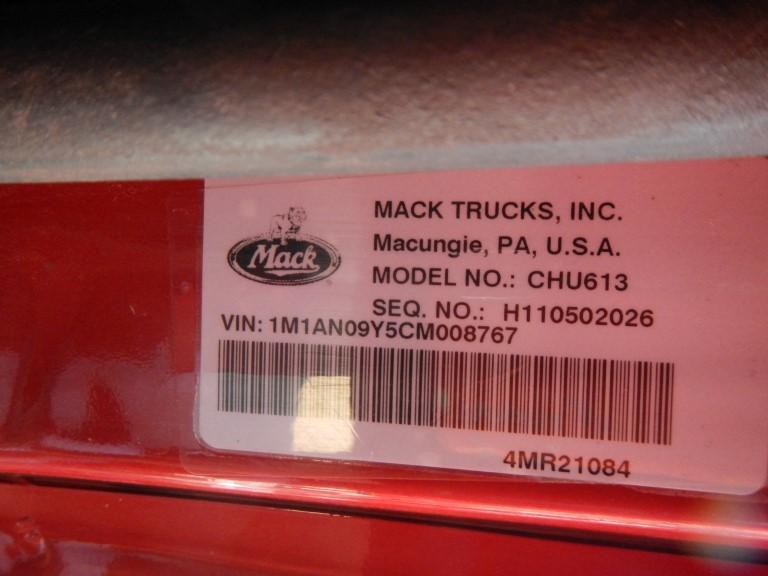 Mack
MACK TRUCKS, INC.
Macungie, PA, U.S.A.
MODEL NO.: CHU613
SEQ. NO.: H110502026
VIN: 1M1AN09Y5CM008767
4MR21084